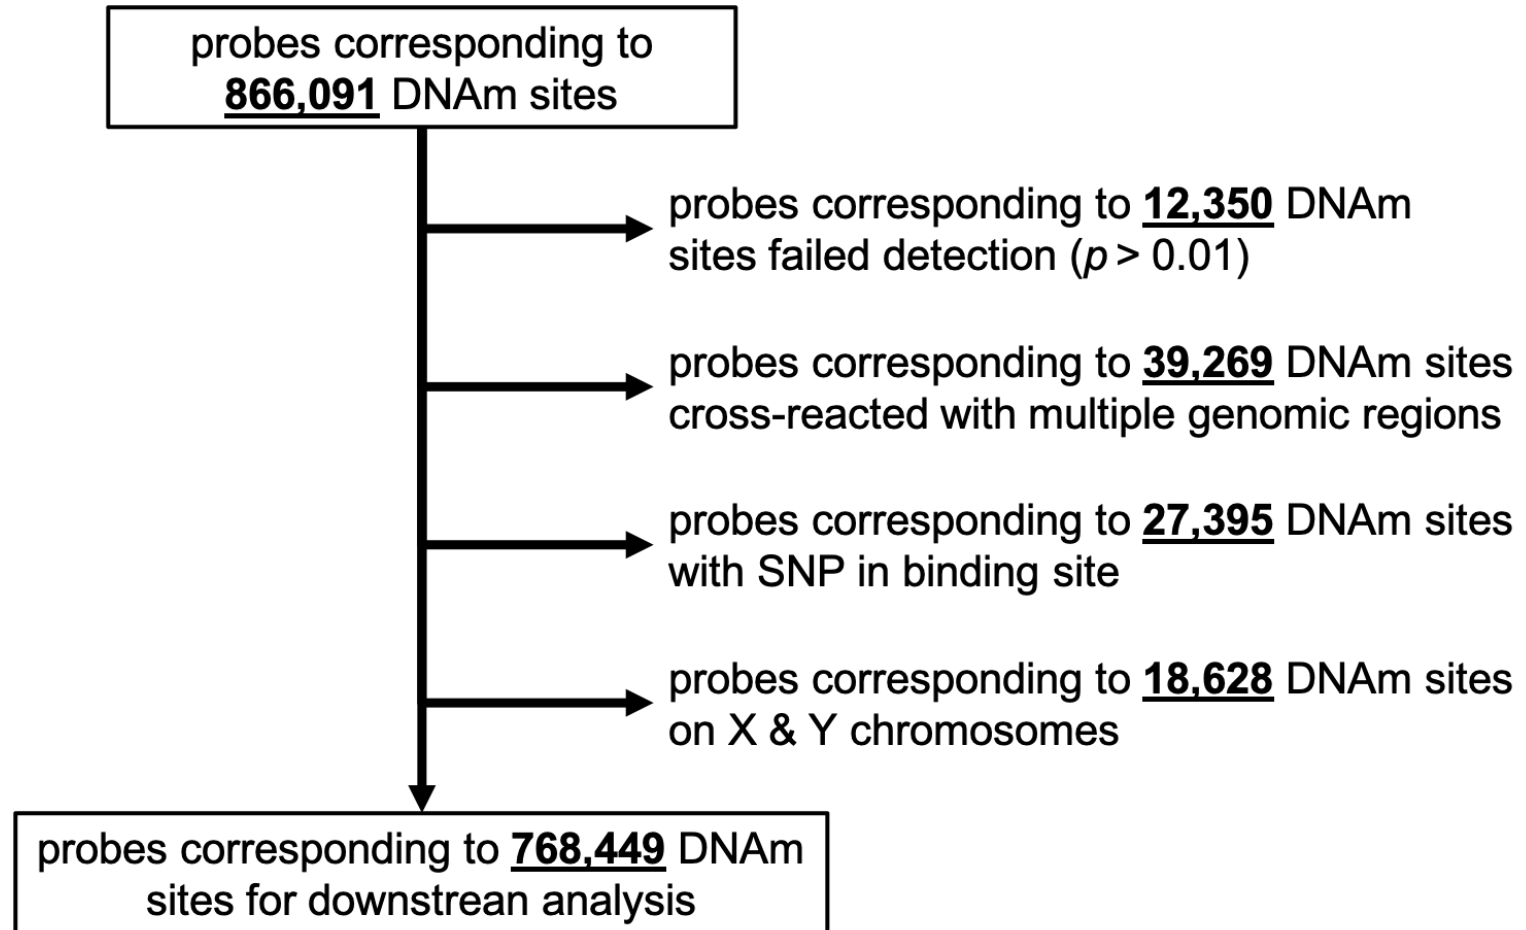 probes corresponding to
866,091 DNAm sites
probes corresponding to 12,350 DNAm
sites failed detection (p > 0.01)
probes corresponding to 39,269 DNAm sites
cross-reacted with multiple genomic regions
probes corresponding to 27,395 DNAm sites
with SNP in binding site
probes corresponding to 18,628 DNAm sites
on X & Y chromosomes
probes corresponding to 768,449 DNAm
sites for downstrean analysis